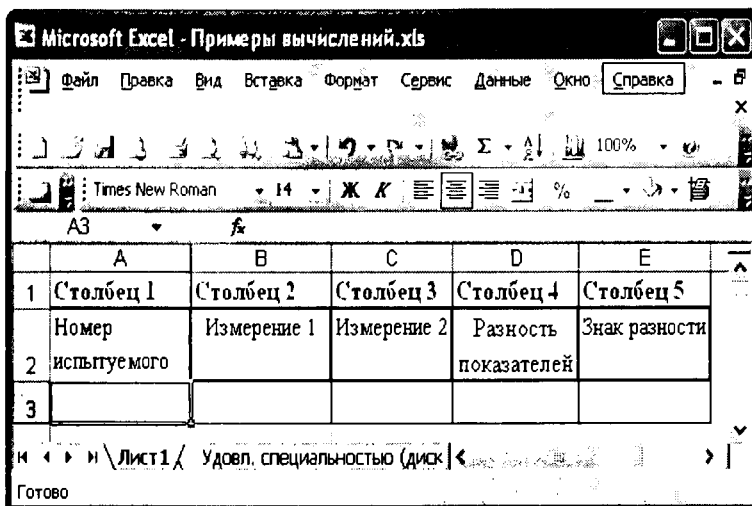 Microsoft Excel - Примеры вычислений.xls
Файл Правка Вид Вставка Формат Сервис Данные Окно Справка
Σ 100%
Times New Roman 14 Ж К %
A3 fx
A B C D E
1 Столбец 1 Столбец 2 Столбец 3 Столбец 4 Столбец 5
2 Номер испытуемого Измерение 1 Измерение 2 Разность показателей Знак разности
3
Лист1 Удовл, специальностью (диск
Готово